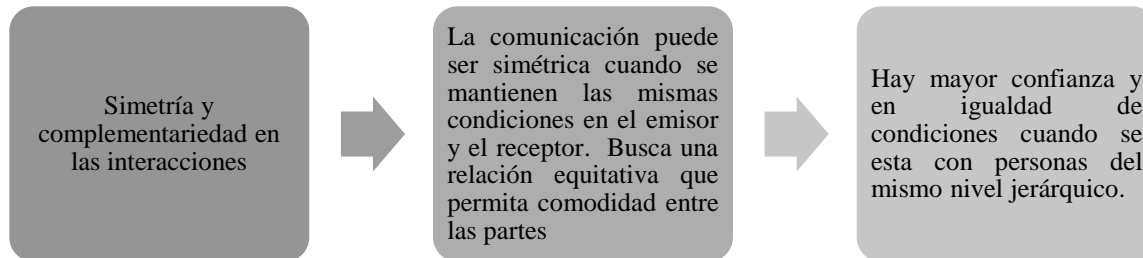 Simetría y
complementariedad en
las interacciones
La comunicación puede
ser simétrica cuando se
mantienen las mismas
condiciones en el emisor
y el receptor. Busca una
relación equitativa que
permita comodidad entre
las partes
Hay mayor confianza y
en igualdad de
condiciones cuando se
esta con personas del
mismo nivel jerárquico.